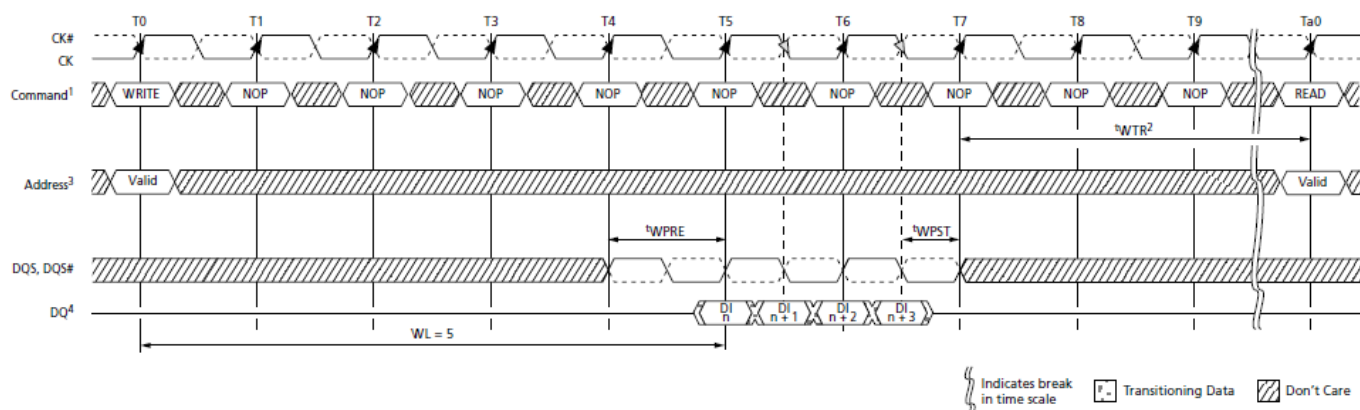 T0 T1 T2 T3 T4 T5 T6 T7 T8 T9 Ta0
CK#
CK
Command1 WRITE NOP NOP NOP NOP NOP NOP NOP NOP NOP READ
tWTR2
Address3 Valid Valid
tWPRE tWPST
DQS, DQS#
DQ4 DI DI DI DI
n n + 1 n + 2 n + 3
WL = 5
Indicates break Transitioning Data Don't Care
in time scale